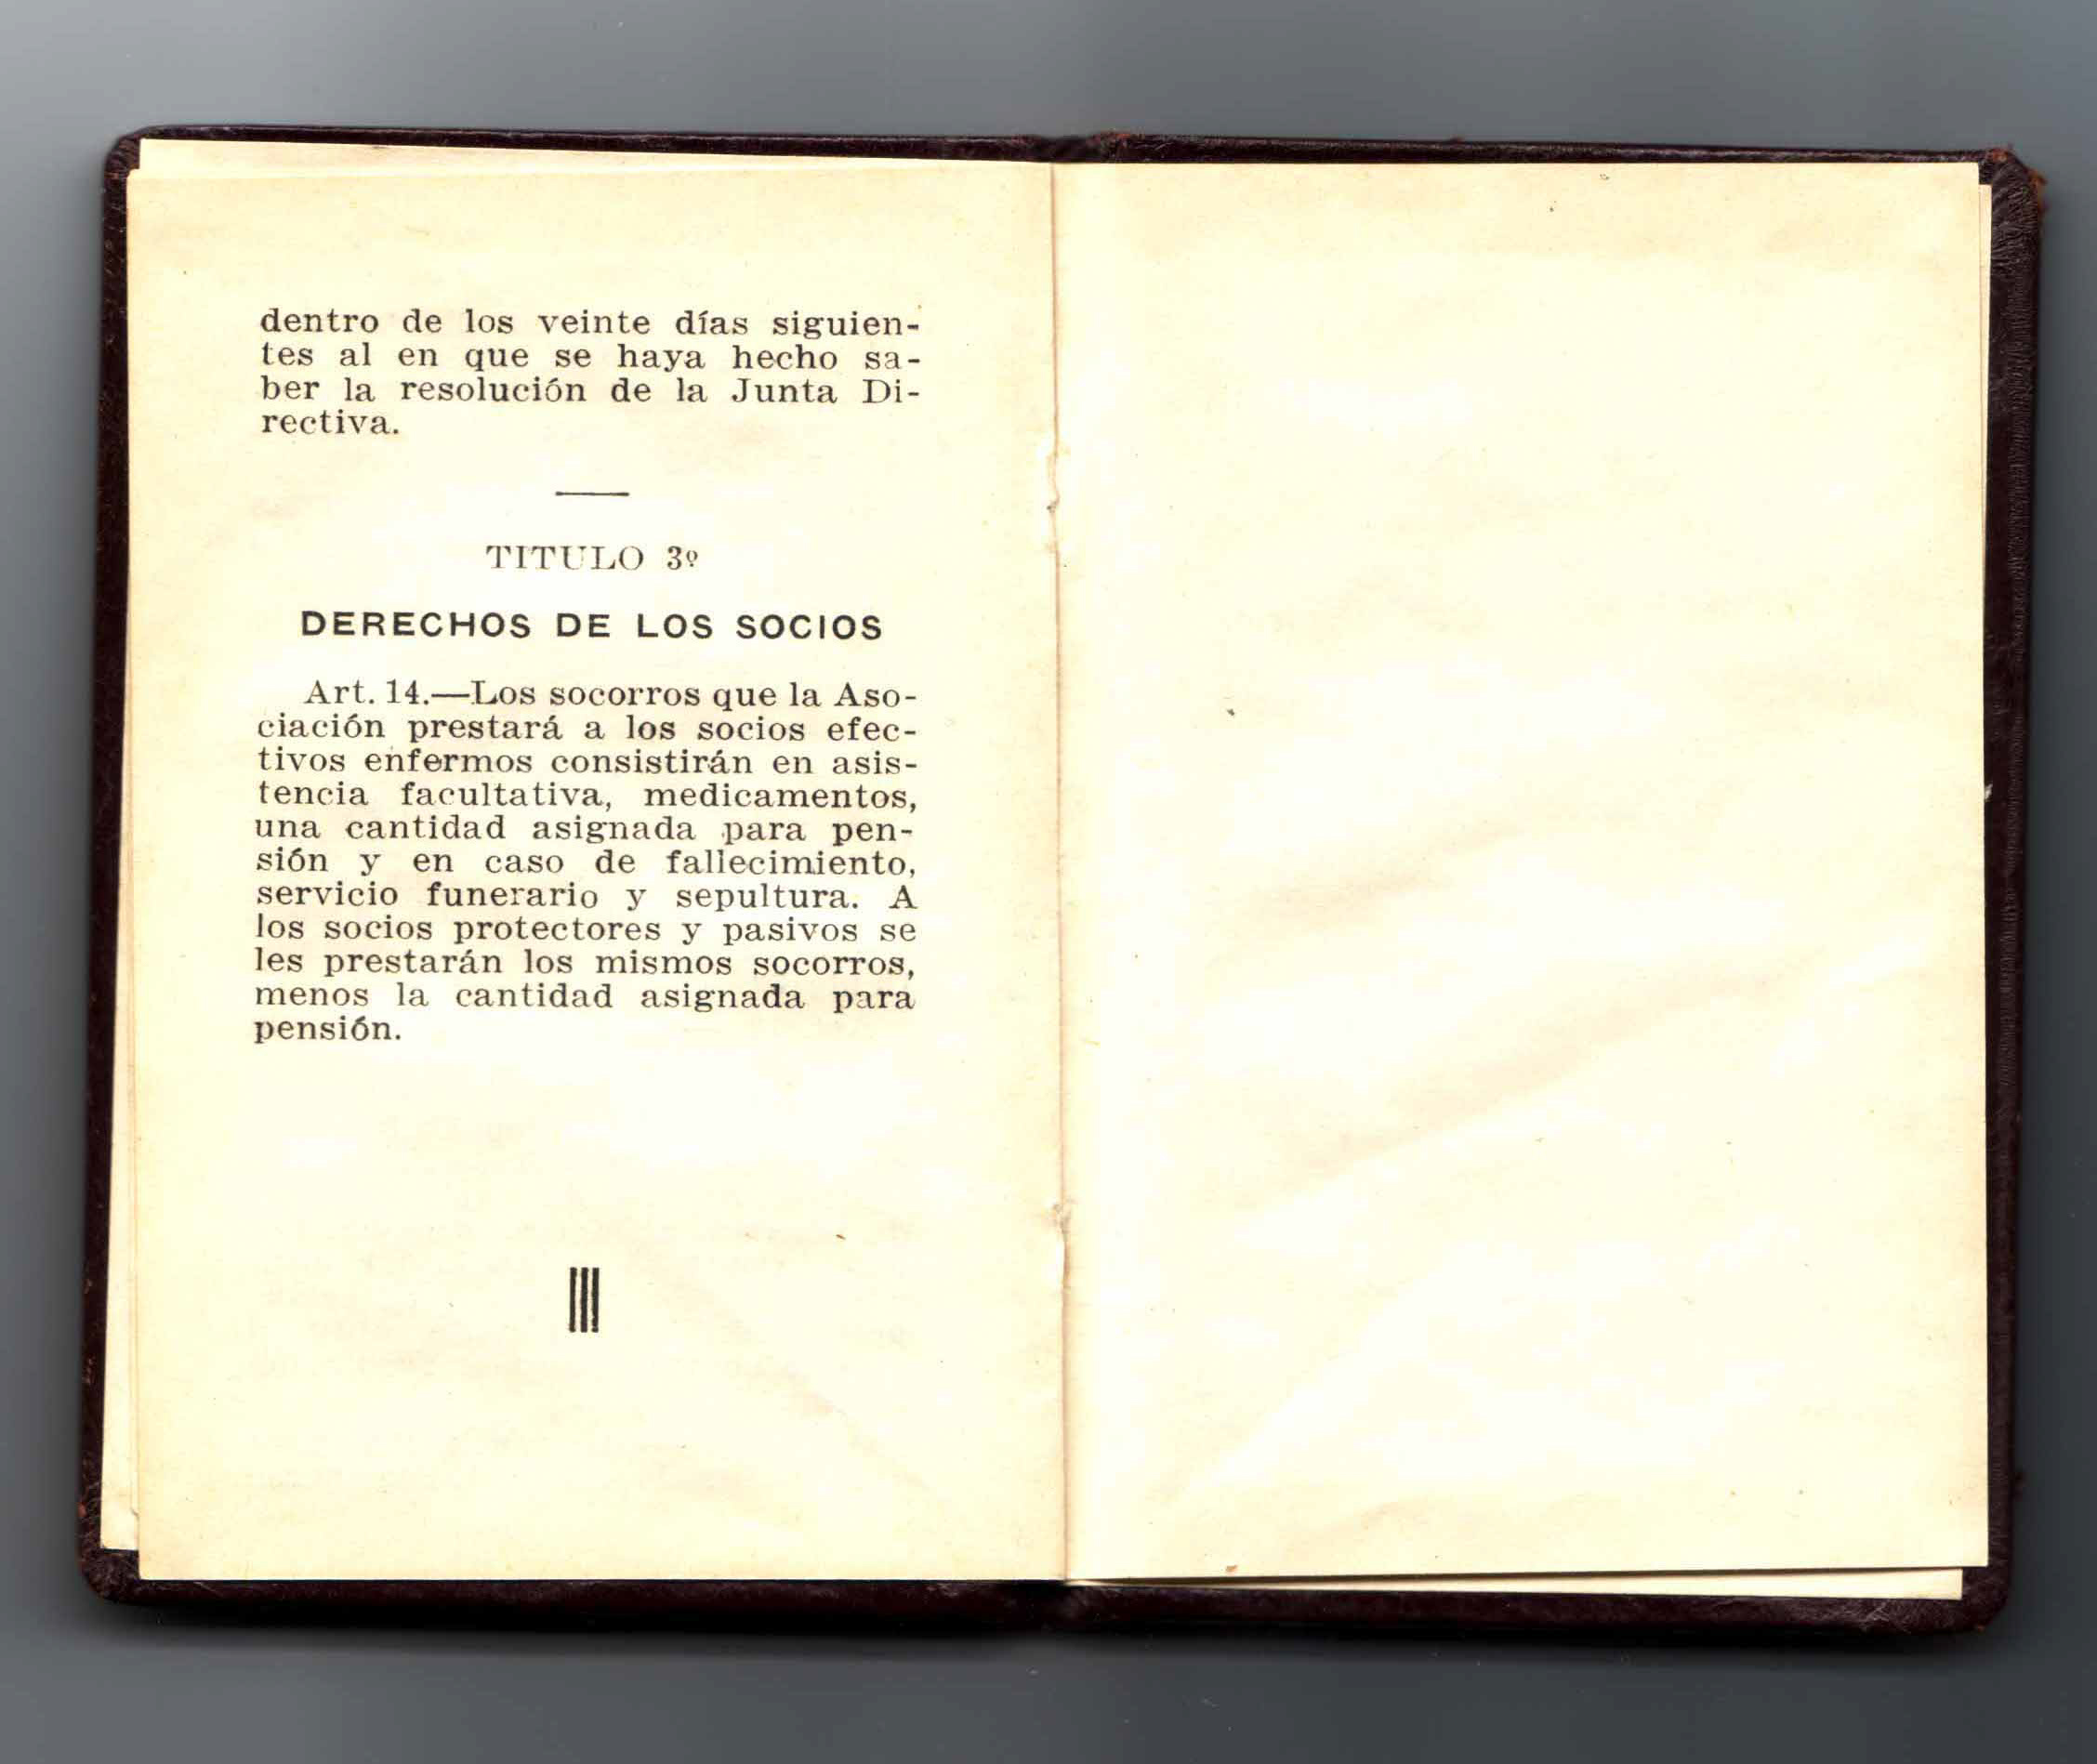 dentro de los veinte días siguien-
tes al en que se haya hecho sa-
ber la resolución de la Junta Di-
rectiva.
TITULO 3º
DERECHOS DE LOS SOCIOS
Art. 14.—Los socorros que la Aso-
ciación prestará a los socios efec-
tivos enfermos consistirán en asis-
tencia facultativa, medicamentos,
una cantidad asignada para pen-
sión y en caso de fallecimiento,
servicio funerario y sepultura. A
los socios protectores y pasivos se
les prestarán los mismos socorros,
menos la cantidad asignada para
pensión.